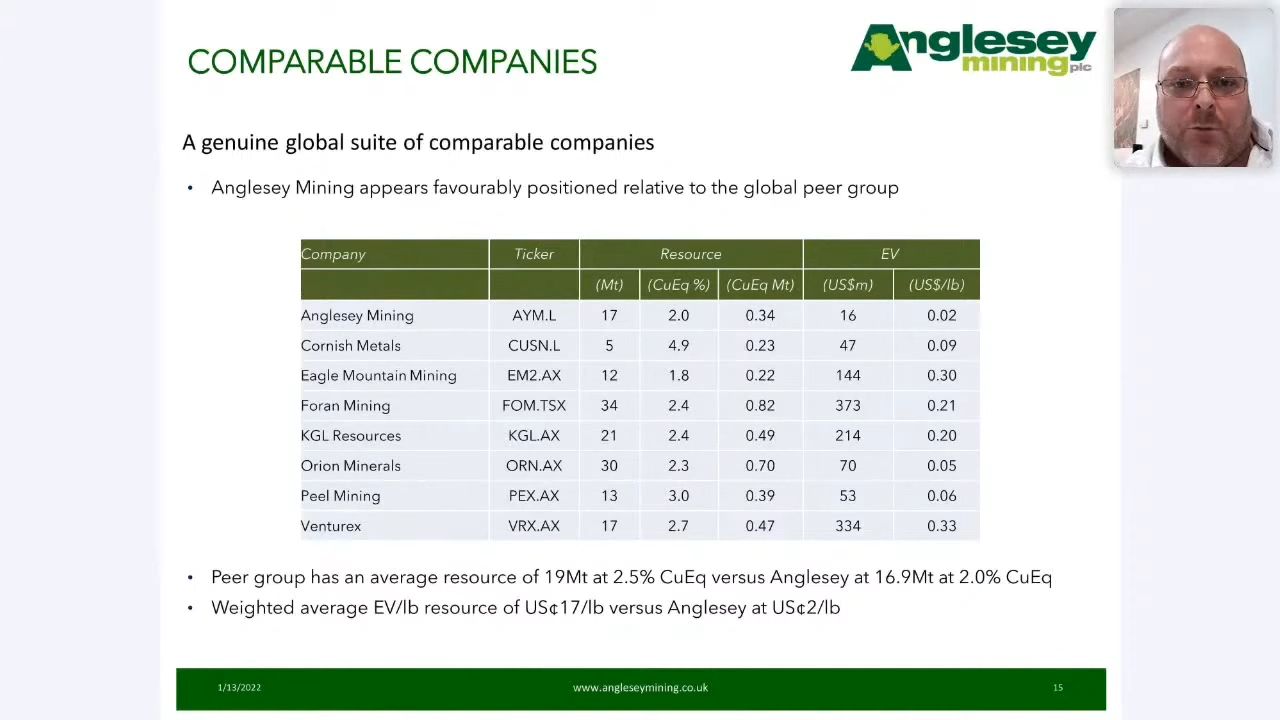 COMPARABLE COMPANIES
Anglesey
mining plc
A genuine global suite of comparable companies
• Anglesey Mining appears favourably positioned relative to the global peer group
Company Ticker Resource EV
(Mt) (CuEq %) (CuEq Mt) (US$m) (US$/lb)
Anglesey Mining AYM.L 17 2.0 0.34 16 0.02
Cornish Metals CUSN.L 5 4.9 0.23 47 0.09
Eagle Mountain Mining EM2.AX 12 1.8 0.22 144 0.30
Foran Mining FOM.TSX 34 2.4 0.82 373 0.21
KGL Resources KGL.AX 21 2.4 0.49 214 0.20
Orion Minerals ORN.AX 30 2.3 0.70 70 0.05
Peel Mining PEX.AX 13 3.0 0.39 53 0.06
Venturex VRX.AX 17 2.7 0.47 334 0.33
• Peer group has an average resource of 19Mt at 2.5% CuEq versus Anglesey at 16.9Mt at 2.0% CuEq
• Weighted average EV/lb resource of US¢17/lb versus Anglesey at US¢2/lb
1/13/2022 www.angleseymining.co.uk 15